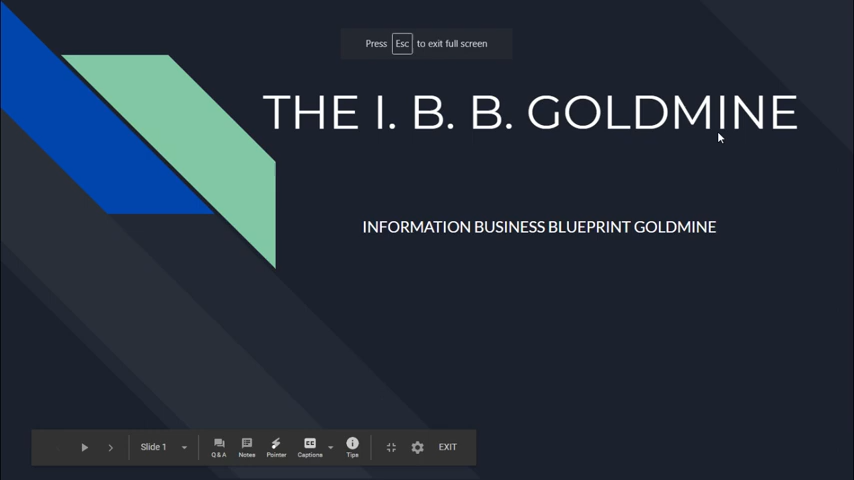 Press Esc to exit full screen
THE I. B. B. GOLDMINE
INFORMATION BUSINESS BLUEPRINT GOLDMINE
Slide 1
Q & A Notes Pointer Captions Tips EXIT